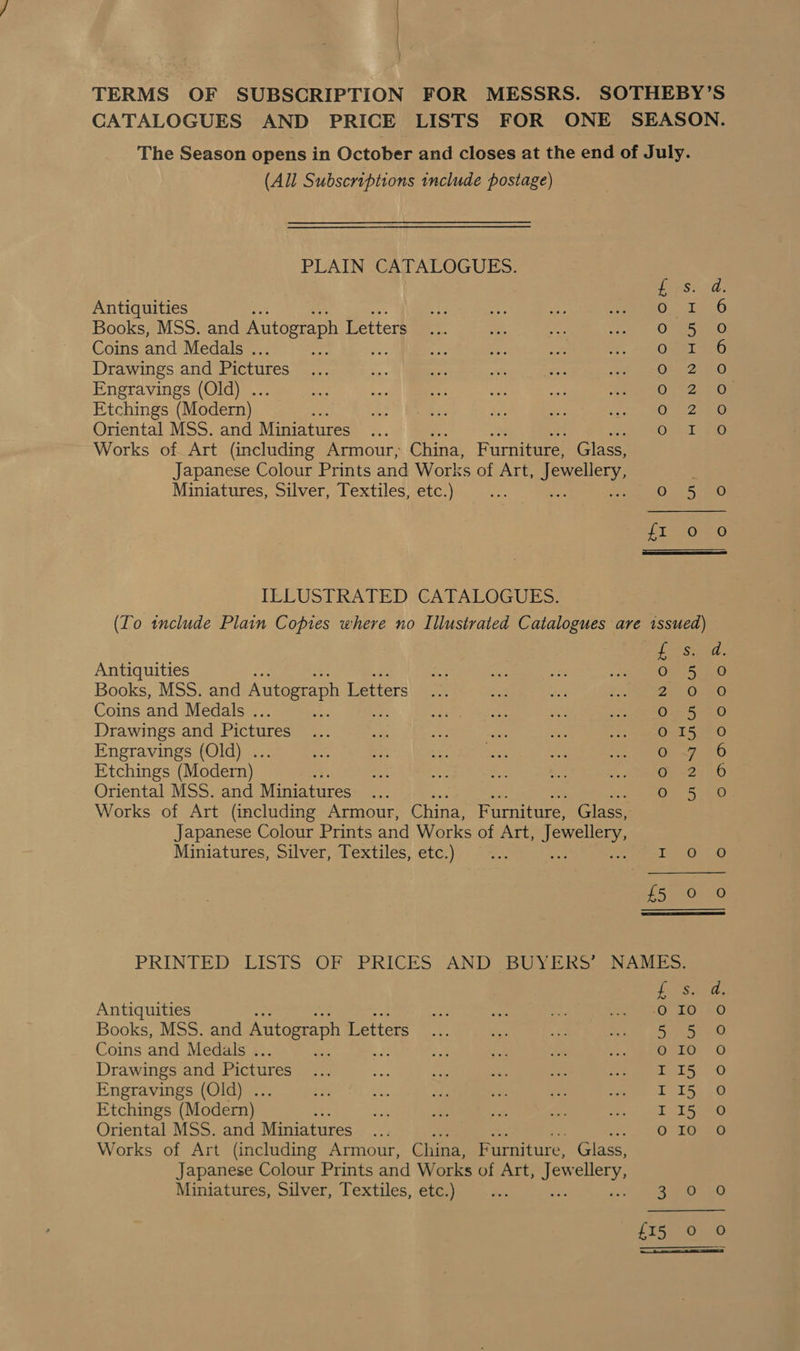 TERMS OF SUBSCRIPTION FOR MESSRS. SOTHEBY'S
CATALOGUES AND PRICE LISTS FOR ONE SEASON.
The Season opens in October and closes at the end of July.
(All Subscriptions include postage)
PLAIN CATALOGUES.
£ s. d.
Antiquities ... ... ... ... ... ... ... 0 1 6
Books, MSS. and Autograph Letters ... ... ... ... 0 5 0
Coins and Medals ... ... ... ... ... ... ... 0 1 6
Drawings and Pictures ... ... ... ... ... ... 0 2 0
Engravings (Old) ... ... ... ... ... ... ... 0 2 0
Etchings (Modern) ... ... ... ... ... ... 0 2 0
Oriental MSS. and Miniatures ... ... ... ... ... 0 1 0
Works of Art (including Armour, China, Furniture, Glass,
Japanese Colour Prints and Works of Art, Jewellery,
Miniatures, Silver, Textiles, etc.) ... ... ... 0 5 0
£1 0 0
ILLUSTRATED CATALOGUES.
(To include Plain Copies where no Illustrated Catalogues are issued)
£ s. d.
Antiquities ... ... ... ... ... ... ... 0 5 0
Books, MSS. and Autograph Letters ... ... ... ... 2 0 0
Coins and Medals ... ... ... ... ... ... ... 0 5 0
Drawings and Pictures ... ... ... ... ... ... 0 15 0
Engravings (Old) ... ... ... ... ... ... ... 0 7 6
Etchings (Modern) ... ... ... ... ... ... 0 2 6
Oriental MSS. and Miniatures ... ... ... ... ... 0 5 0
Works of Art (including Armour, China, Furniture, Glass,
Japanese Colour Prints and Works of Art, Jewellery,
Miniatures, Silver, Textiles, etc.) ... ... ... 1 0 0
£5 0 0
PRINTED LISTS OF PRICES AND BUYERS' NAMES.
£ s. d.
Antiquities ... ... ... ... ... ... ... 0 10 0
Books, MSS. and Autograph Letters ... ... ... ... 5 5 0
Coins and Medals ... ... ... ... ... ... ... 0 10 0
Drawings and Pictures ... ... ... ... ... ... 1 15 0
Engravings (Old) ... ... ... ... ... ... ... 1 15 0
Etchings (Modern) ... ... ... ... ... ... 1 15 0
Oriental MSS. and Miniatures ... ... ... ... ... 0 10 0
Works of Art (including Armour, China, Furniture, Glass,
Japanese Colour Prints and Works of Art, Jewellery,
Miniatures, Silver, Textiles, etc.) ... ... ... 3 0 0
£15 0 0